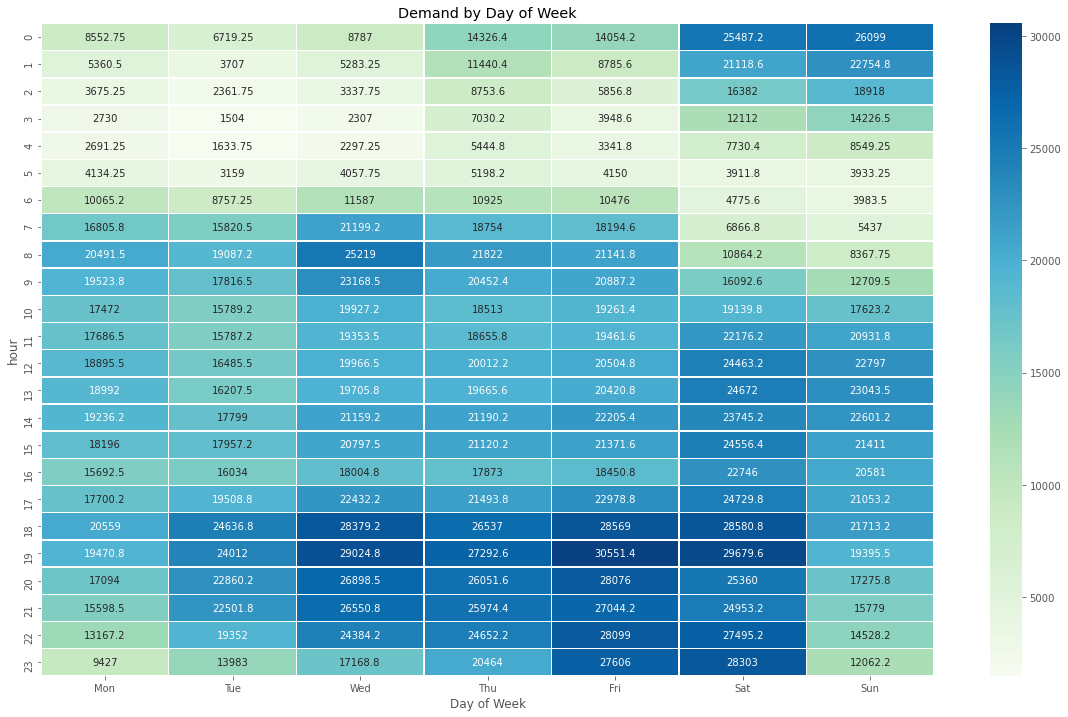 Demand by Day of Week
0 8552.75 6719.25 8787 14326.4 14054.2 25487.2 26099
1 5360.5 3707 5283.25 11440.4 8785.6 21118.6 22754.8
2 3675.25 2361.75 3337.75 8753.6 5856.8 16382 18918
3 2730 1504 2307 7030.2 3948.6 12112 14226.5
4 2691.25 1633.75 2297.25 5444.8 3341.8 7730.4 8549.25
5 4134.25 3159 4057.75 5198.2 4150 3911.8 3933.25
6 10065.2 8757.25 11587 10925 10476 4775.6 3983.5
7 16805.8 15820.5 21199.2 18754 18194.6 6866.8 5437
8 20491.5 19087.2 25219 21822 21141.8 10864.2 8367.75
9 19523.8 17816.5 23168.5 20452.4 20887.2 16092.6 12709.5
10 17472 15789.2 19927.2 18513 19261.4 19139.8 17623.2
11 17686.5 15787.2 19353.5 18655.8 19461.6 22176.2 20931.8
hour
12 18895.5 16485.5 19966.5 20012.2 20504.8 24463.2 22797
13 18992 16207.5 19705.8 19665.6 20420.8 24672 23043.5
14 19236.2 17799 21159.2 21190.2 22205.4 23745.2 22601.2
15 18196 17957.2 20797.5 21120.2 21371.6 24556.4 21411
16 15692.5 16034 18004.8 17873 18450.8 22746 20581
17 17700.2 19508.8 22432.2 21493.8 22978.8 24729.8 21053.2
18 20559 24636.8 28379.2 26537 28569 28580.8 21713.2
19 19470.8 24012 29024.8 27292.6 30551.4 29679.6 19395.5
20 17094 22860.2 26898.5 26051.6 28076 25360 17275.8
21 15598.5 22501.8 26550.8 25974.4 27044.2 24953.2 15779
22 13167.2 19352 24384.2 24652.2 28099 27495.2 14528.2
23 9427 13983 17168.8 20464 27606 28303 12062.2
Mon Tue Wed Thu Fri Sat Sun
Day of Week
30000
25000
20000
15000
10000
5000